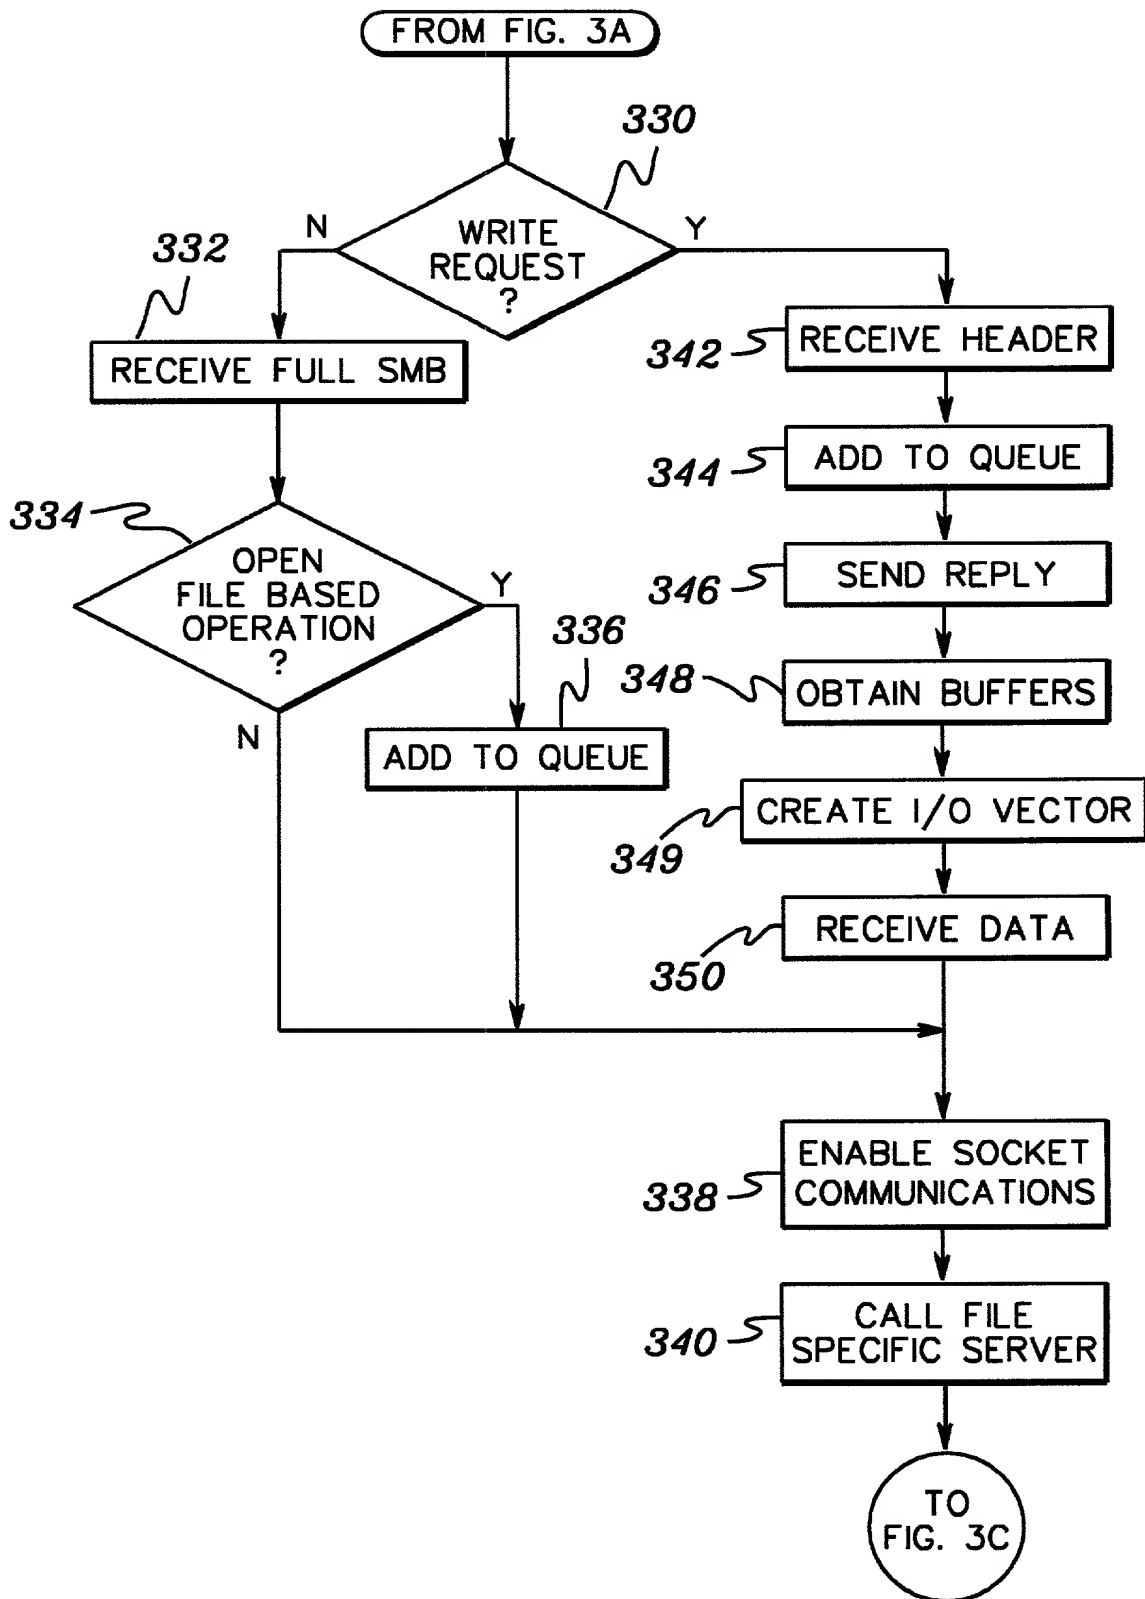 FROM FIG. 3A
330
WRITE
REQUEST
?
N
Y
332
RECEIVE FULL SMB
342
RECEIVE HEADER
344
ADD TO QUEUE
334
OPEN
FILE BASED
OPERATION
?
Y
N
336
ADD TO QUEUE
346
SEND REPLY
348
OBTAIN BUFFERS
349
CREATE I/O VECTOR
350
RECEIVE DATA
338
ENABLE SOCKET
COMMUNICATIONS
340
CALL FILE
SPECIFIC SERVER
TO
FIG. 3C